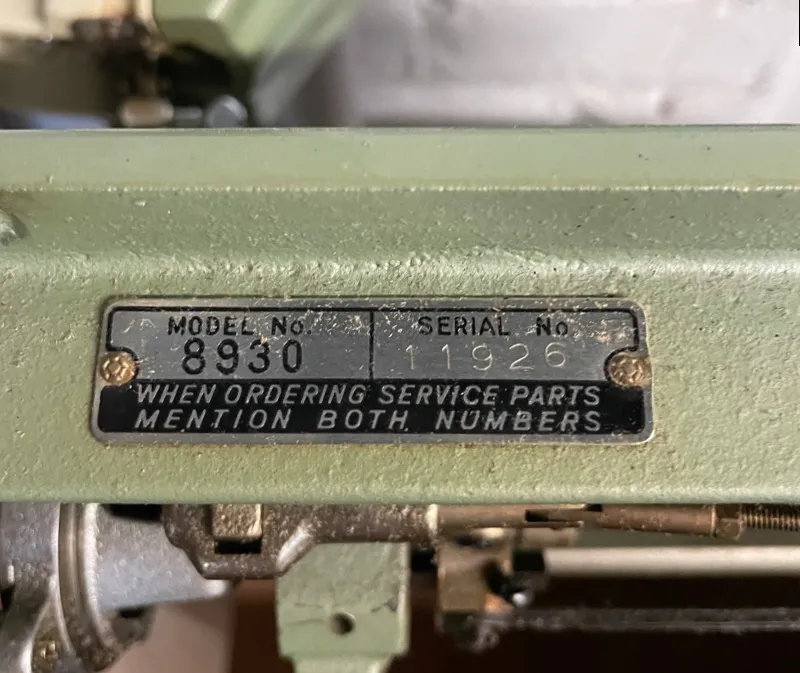 MODEL No. SERIAL No.
8930 11926
WHEN ORDERING SERVICE PARTS
MENTION BOTH NUMBERS